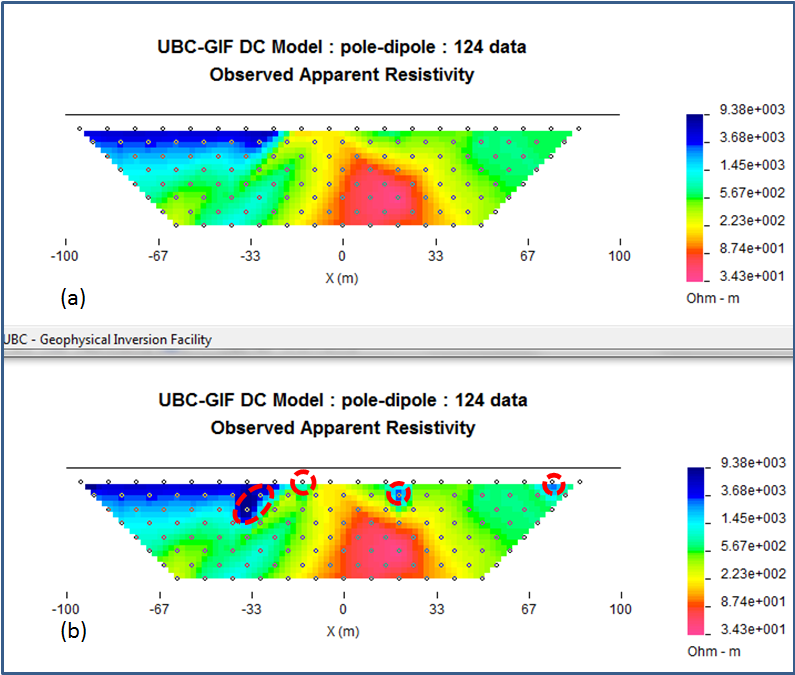 UBC-GIF DC Model : pole-dipole : 124 data
Observed Apparent Resistivity
9.38e+003
3.68e+003
1.45e+003
5.67e+002
2.23e+002
8.74e+001
3.43e+001
Ohm - m
-100 -67 -33 0 33 67 100
X (m)
(a)
UBC - Geophysical Inversion Facility
UBC-GIF DC Model : pole-dipole : 124 data
Observed Apparent Resistivity
9.38e+003
3.68e+003
1.45e+003
5.67e+002
2.23e+002
8.74e+001
3.43e+001
Ohm - m
-100 -67 -33 0 33 67 100
X (m)
(b)